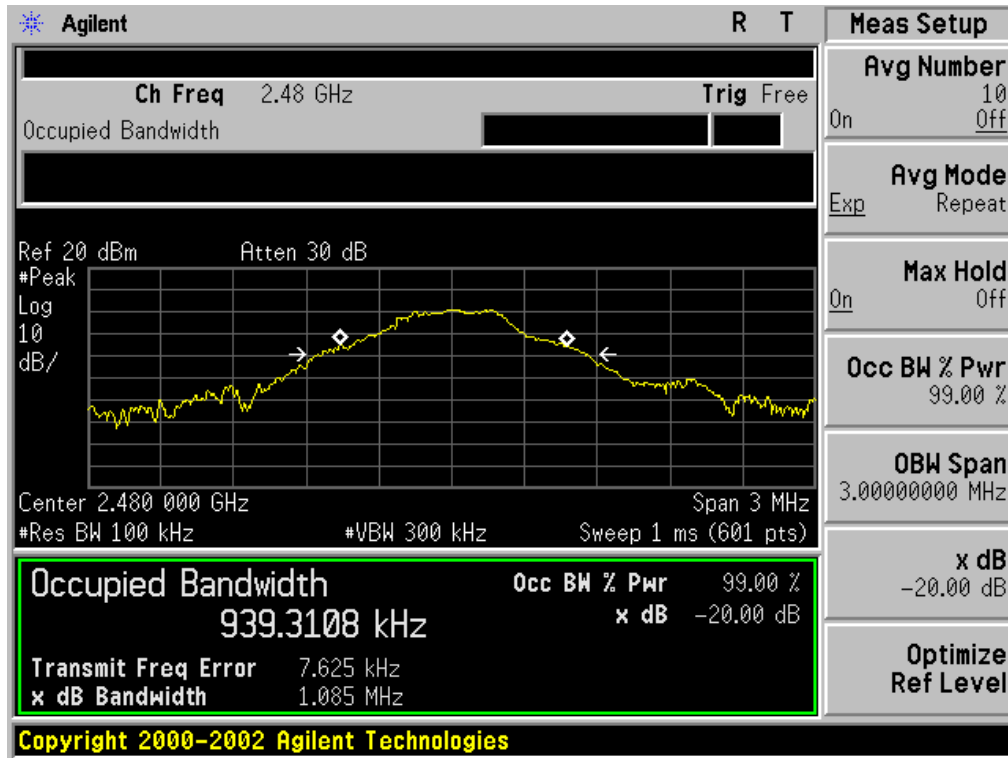 Agilent R T
Ch Freq 2.48 GHz Trig Free
Occupied Bandwidth
Ref 20 dBm Atten 30 dB
#Peak
Log
10
dB/
Center 2.480 000 GHz Span 3 MHz
#Res BW 100 kHz #VBW 300 kHz Sweep 1 ms (601 pts)
Occupied Bandwidth Occ BW % Pwr 99.00 %
939.3108 kHz x dB -20.00 dB
Transmit Freq Error 7.625 kHz
x dB Bandwidth 1.085 MHz
Copyright 2000-2002 Agilent Technologies
Meas Setup
Avg Number
10
On Off
Avg Mode
Exp Repeat
Max Hold
On Off
Occ BW % Pwr
99.00 %
OBW Span
3.00000000 MHz
x dB
-20.00 dB
Optimize
Ref Level